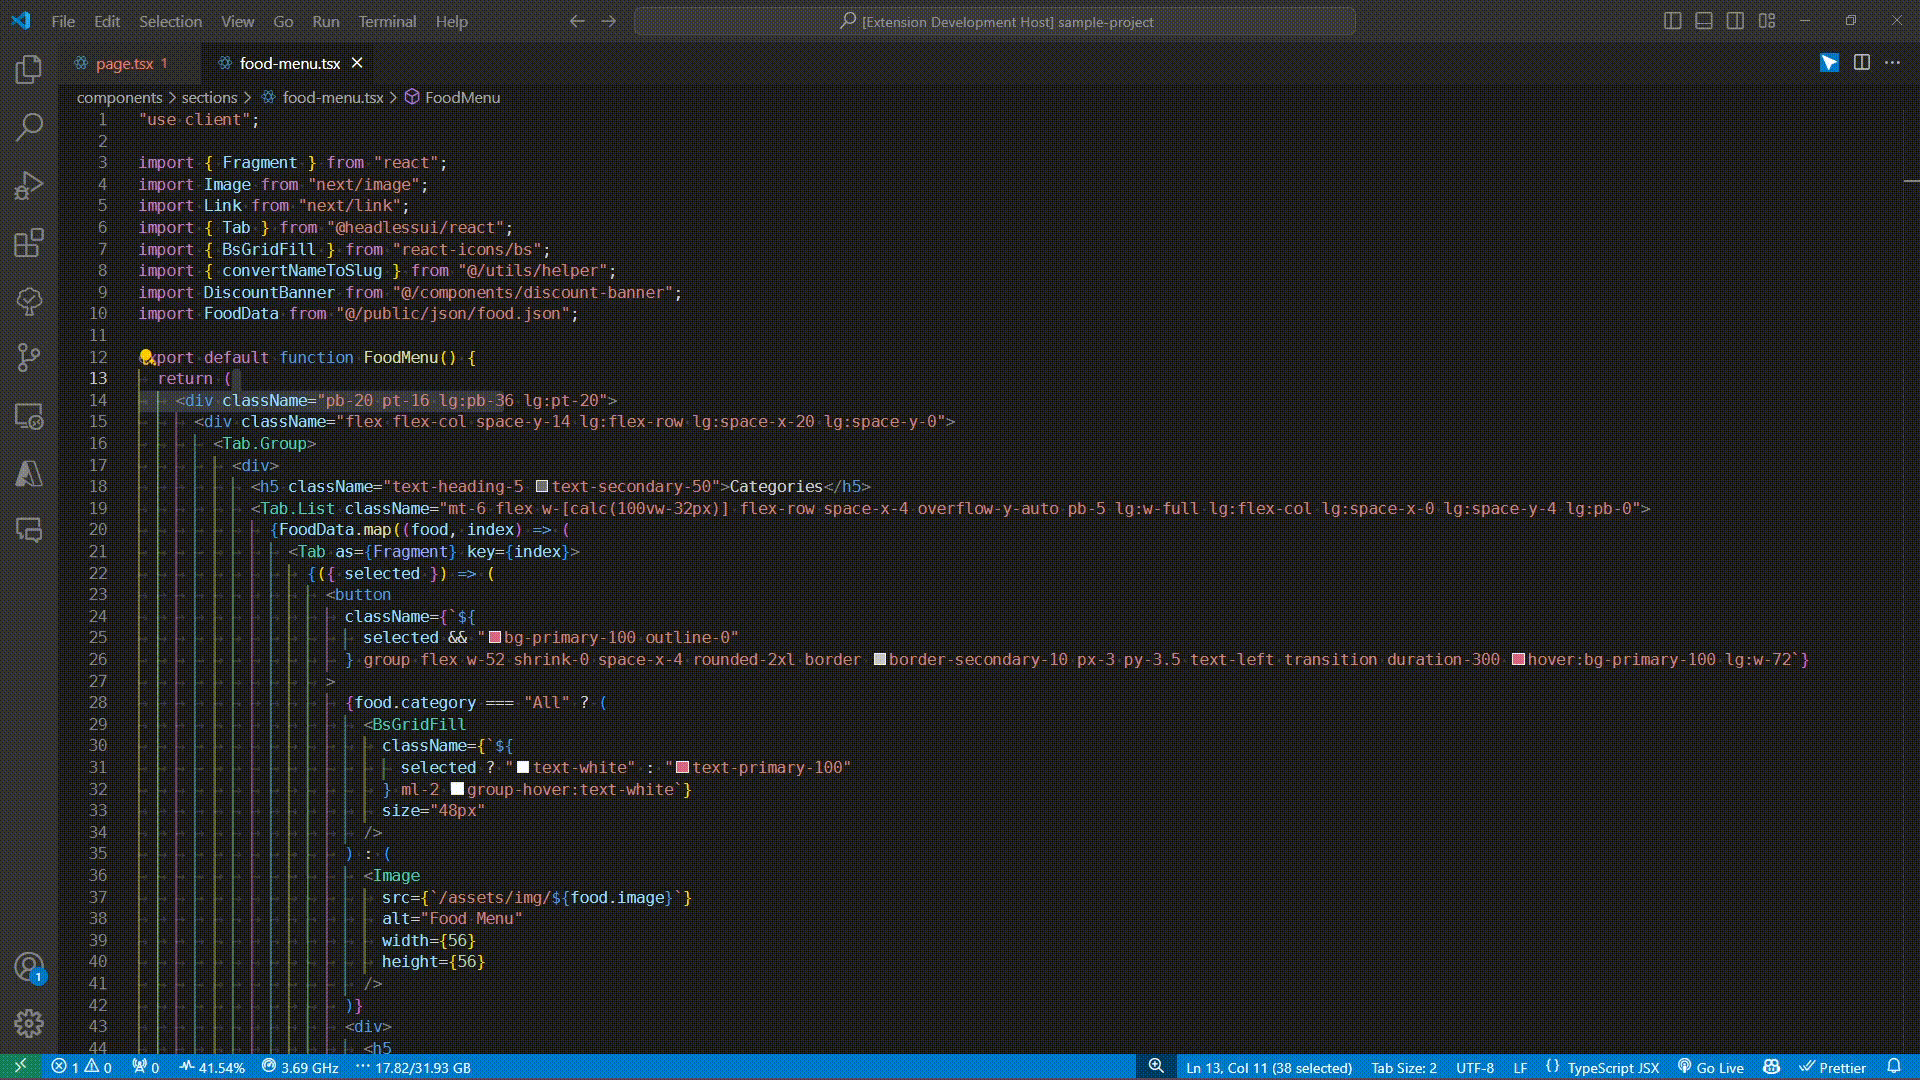 File Edit Selection View Go Run Terminal Help
[Extension Development Host] sample-project
page.tsx 1
food-menu.tsx
components > sections > food-menu.tsx > FoodMenu
1 "use client";
2
3 import { Fragment } from "react";
4 import Image from "next/image";
5 import Link from "next/link";
6 import { Tab } from "@headlessui/react";
7 import { BsGridFill } from "react-icons/bs";
8 import { convertNameToSlug } from "@/utils/helper";
9 import DiscountBanner from "@/components/discount-banner";
10 import FoodData from "@/public/json/food.json";
11
12 port default function FoodMenu() {
13 return (
14 <div className="pb-20 pt-16 lg:pb-36 lg:pt-20">
15 <div className="flex flex-col space-y-14 lg:flex-row lg:space-x-20 lg:space-y-0">
16 <Tab.Group>
17 <div>
18 <h5 className="text-heading-5 text-secondary-50">Categories</h5>
19 <Tab.List className="mt-6 flex w-[calc(100vw-32px)] flex-row space-x-4 overflow-y-auto pb-5 lg:w-full lg:flex-col lg:space-x-0 lg:space-y-4 lg:pb-0">
20 {FoodData.map((food, index) => (
21 <Tab as={Fragment} key={index}>
22 {({ selected }) => (
23 <button
24 className={`${
25 selected && "bg-primary-100 outline-0"
26 } group flex w-52 shrink-0 space-x-4 rounded-2xl border border-secondary-10 px-3 py-3.5 text-left transition duration-300 hover:bg-primary-100 lg:w-72`}
27 >
28 {food.category === "All" ? (
29 <BsGridFill
30 className={`${
31 selected ? "text-white" : "text-primary-100"
32 } ml-2 group-hover:text-white`}
33 size="48px"
34 />
35 ) : (
36 <Image
37 src={`/assets/img/${food.image}`}
38 alt="Food Menu"
39 width={56}
40 height={56}
41 />
42 )}
43 <div>
44 <h5
1
1 0 0 41.54% 3.69 GHz 17.82/31.93 GB
Ln 13, Col 11 (38 selected) Tab Size: 2 UTF-8 LF {} TypeScript JSX Go Live Prettier